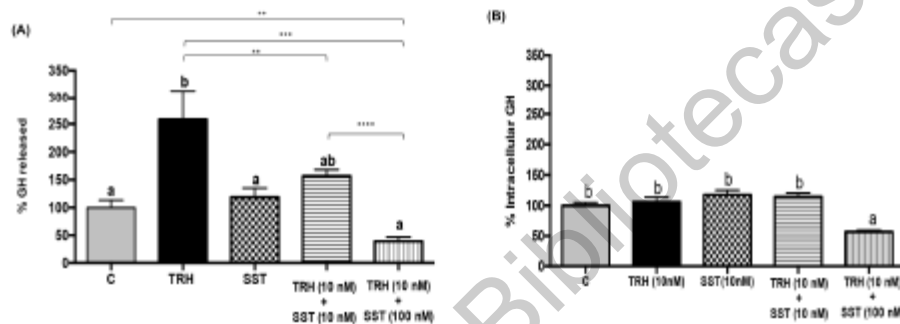 (A)
**
***
**
****
% GH released
350
300
250
200
150
100
50
0
a
b
a
ab
a
C
TRH
SST
TRH (10 nM)
+
SST (10 nM)
TRH (10 nM)
+
SST (100 nM)
(B)
% Intracellular GH
350
300
250
200
150
100
50
0
b
b
b
b
a
C
TRH (10nM)
SST(10nM)
TRH (10 nM)
+
SST (10 nM)
TRH (10 nM)
+
SST (100 nM)
Bibliotecas